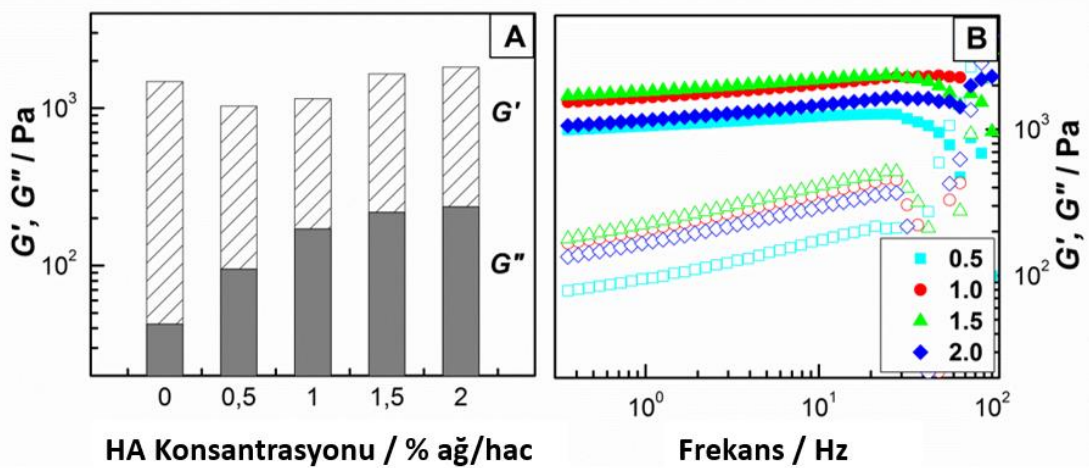 A
G', G'' / Pa
10³
10²
G'
G''
0 0,5 1 1,5 2
HA Konsantrasyonu / % ağ/hac
B
10³
10²
G', G'' / Pa
0.5
1.0
1.5
2.0
10⁰ 10¹ 10²
Frekans / Hz